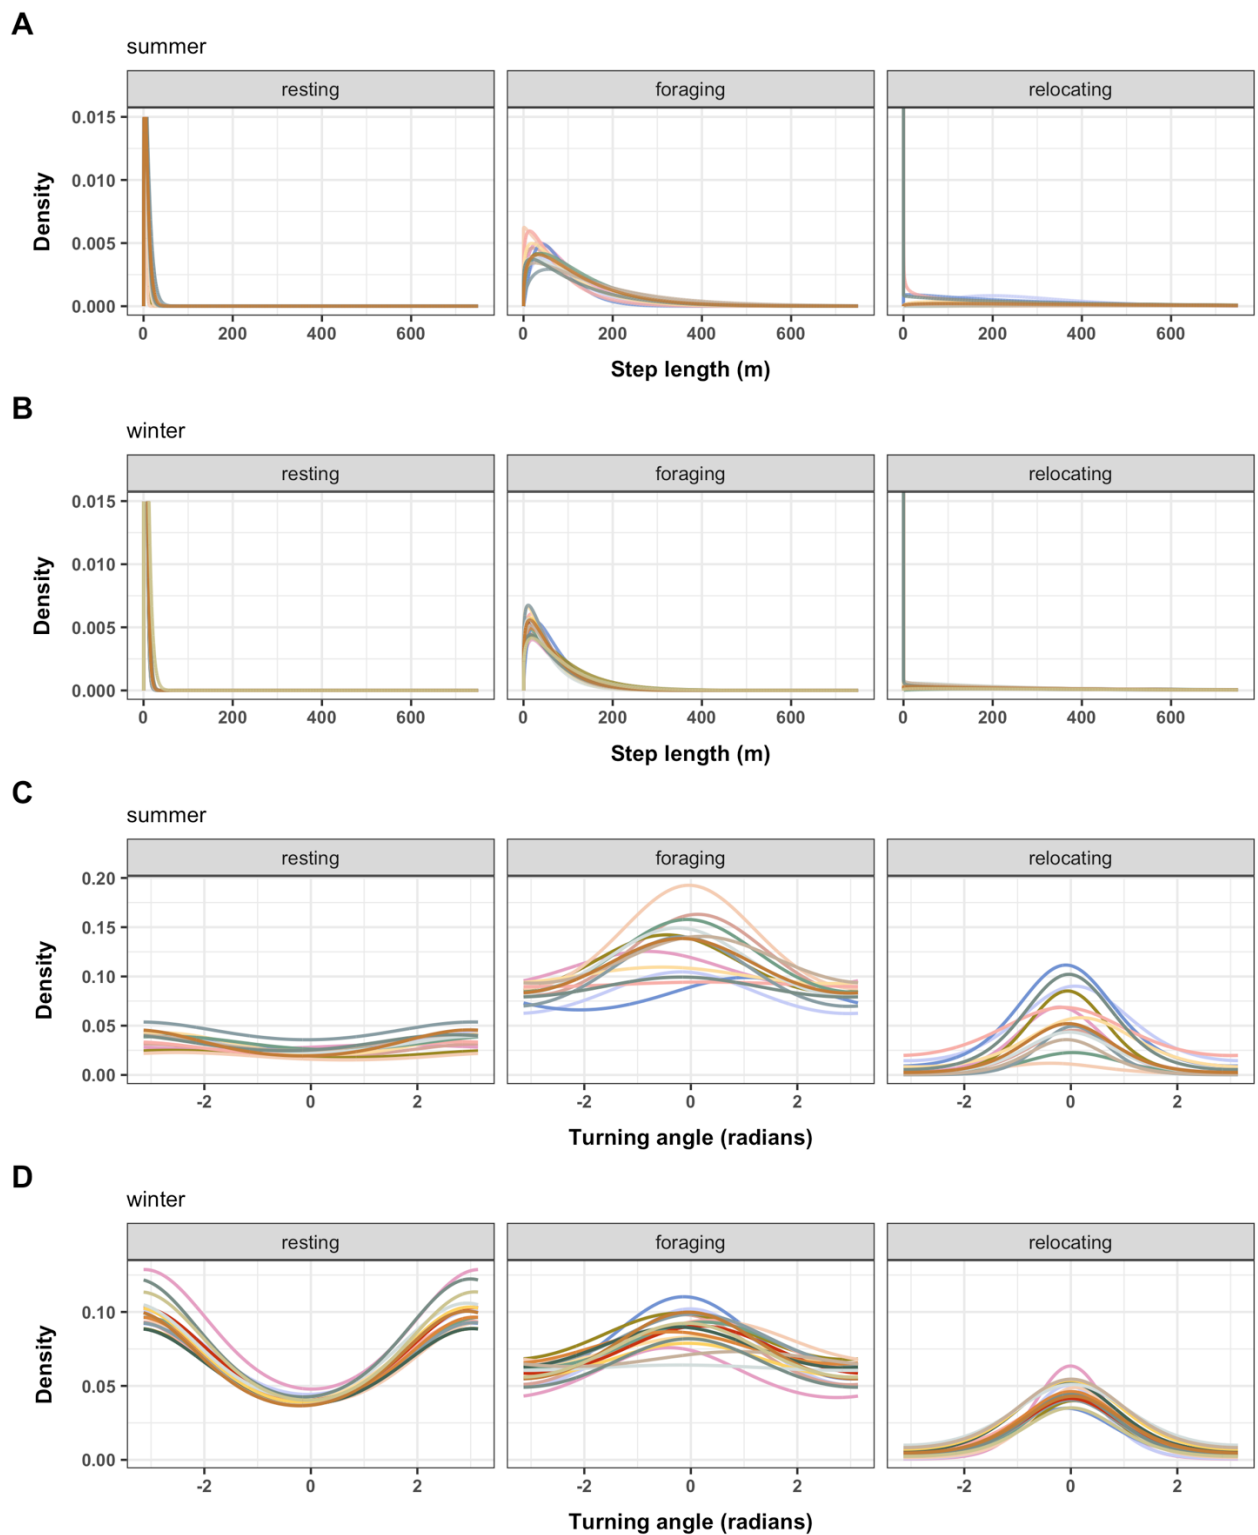 A
summer
resting foraging relocating
0.015
0.010
0.005
0.000
0 200 400 600 0 200 400 600 0 200 400 600
Density
Step length (m)
B
winter
resting foraging relocating
0.015
0.010
0.005
0.000
0 200 400 600 0 200 400 600 0 200 400 600
Density
Step length (m)
C
summer
resting foraging relocating
0.20
0.15
0.10
0.05
0.00
-2 0 2 -2 0 2 -2 0 2
Density
Turning angle (radians)
D
winter
resting foraging relocating
0.10
0.05
0.00
-2 0 2 -2 0 2 -2 0 2
Density
Turning angle (radians)